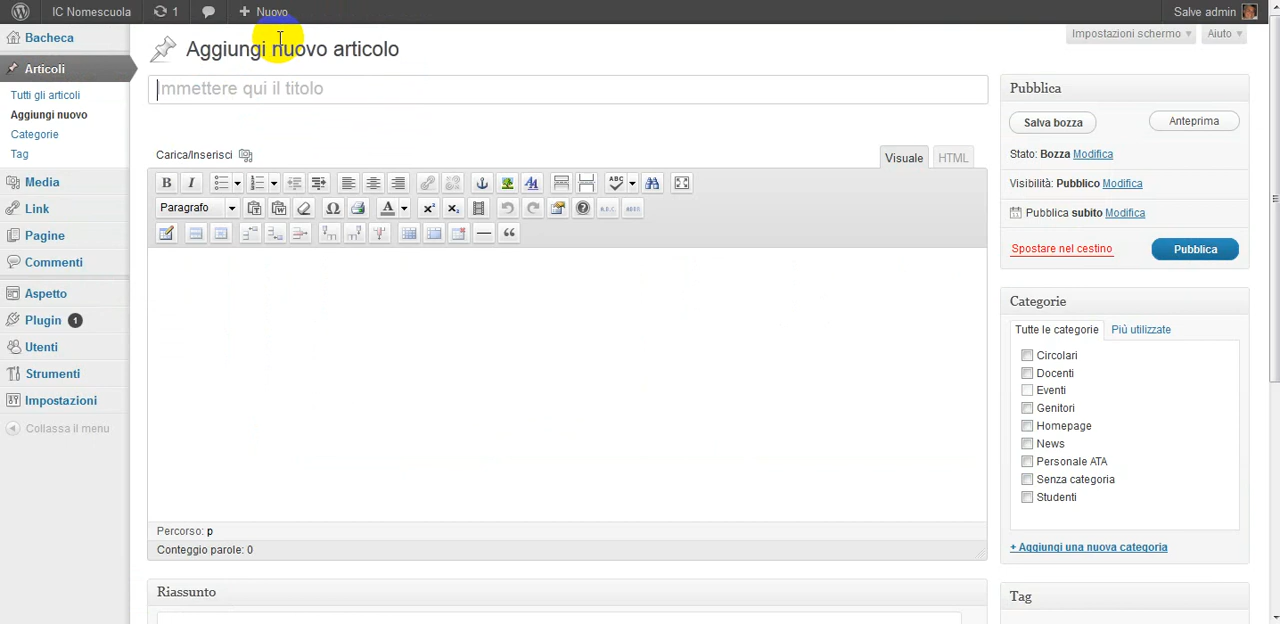 IC Nomescuola 1 + Nuovo Salve admin
Bacheca
Articoli
Tutti gli articoli
Aggiungi nuovo
Categorie
Tag
Media
Link
Pagine
Commenti
Aspetto
Plugin 1
Utenti
Strumenti
Impostazioni
Collassa il menu
Impostazioni schermo Aiuto
Aggiungi nuovo articolo
Immettere qui il titolo
Carica/Inserisci
Visuale HTML
B I ABC
Paragrafo Ω A x² x₂ A.B.C. ABBR
Percorso: p
Conteggio parole: 0
Riassunto
Pubblica
Salva bozza Anteprima
Stato: Bozza Modifica
Visibilità: Pubblico Modifica
Pubblica subito Modifica
Spostare nel cestino Pubblica
Categorie
Tutte le categorie Più utilizzate
Circolari
Docenti
Eventi
Genitori
Homepage
News
Personale ATA
Senza categoria
Studenti
+ Aggiungi una nuova categoria
Tag